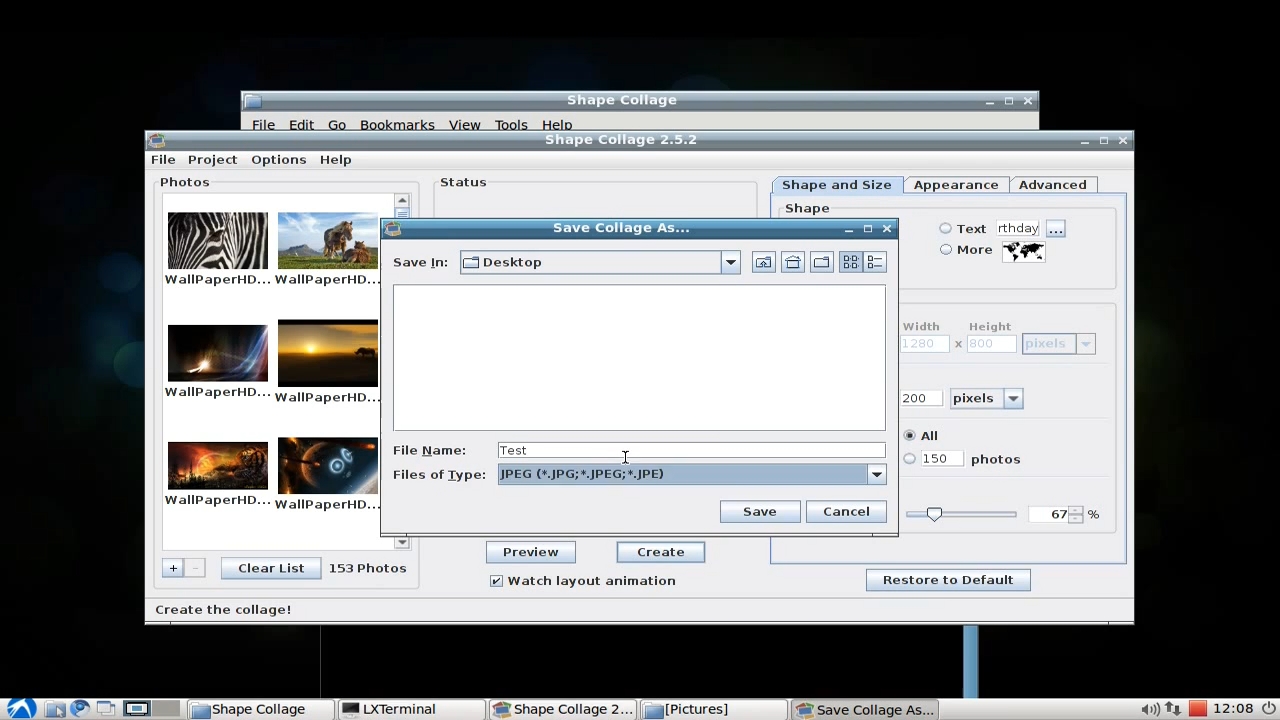 Shape Collage
File Edit Go Bookmarks View Tools Help
Shape Collage 2.5.2
File Project Options Help
Photos
Status
Shape and Size Appearance Advanced
Shape
Text rthday ...
More
WallPaperHD... WallPaperHD...
WallPaperHD... WallPaperHD...
WallPaperHD... WallPaperHD...
Save Collage As...
Save In: Desktop
File Name: Test
Files of Type: JPEG (*.JPG;*.JPEG;*.JPE)
Save Cancel
Width Height
1280 x 800 pixels
200 pixels
All
150 photos
67 %
Preview Create
+ - Clear List 153 Photos
Watch layout animation
Restore to Default
Create the collage!
Shape Collage LXTerminal Shape Collage 2... [Pictures] Save Collage As... 12:08